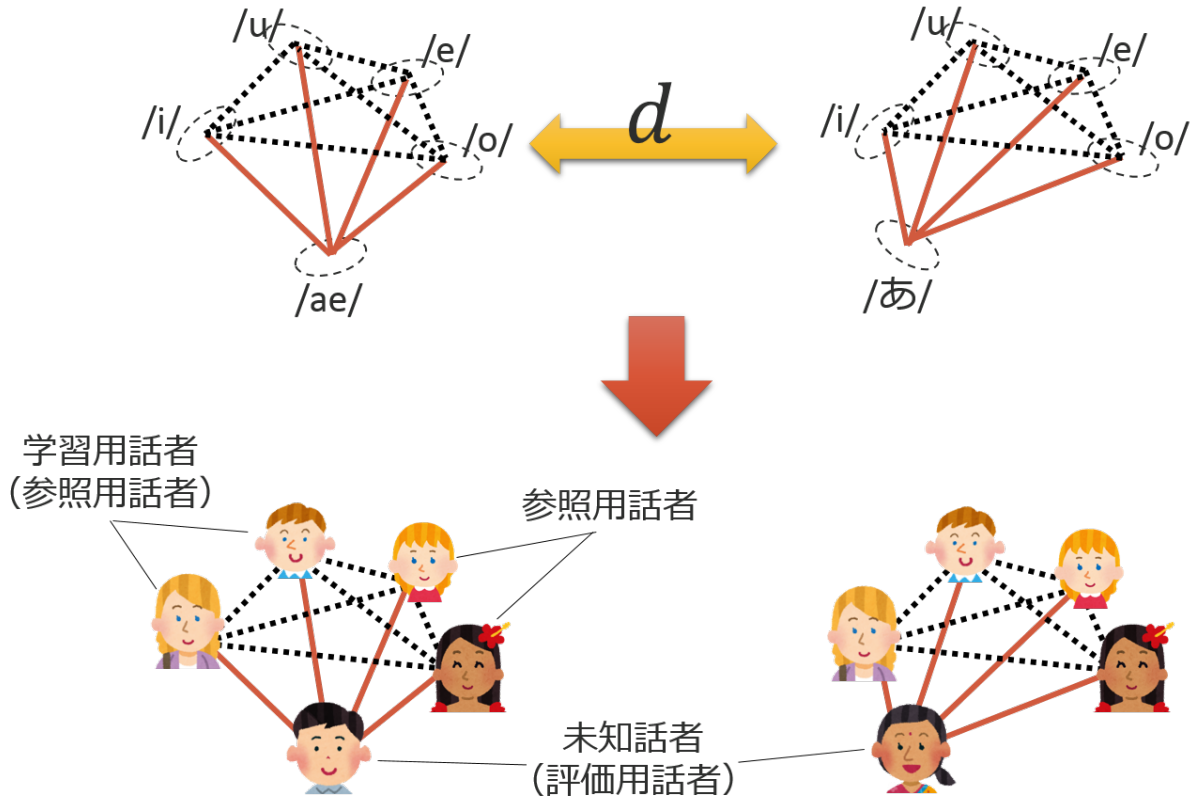 /u/
/e/
/i/
/o/
/ae/
d
/u/
/e/
/i/
/o/
/あ/
学習用話者
（参照用話者）
参照用話者
未知話者
（評価用話者）